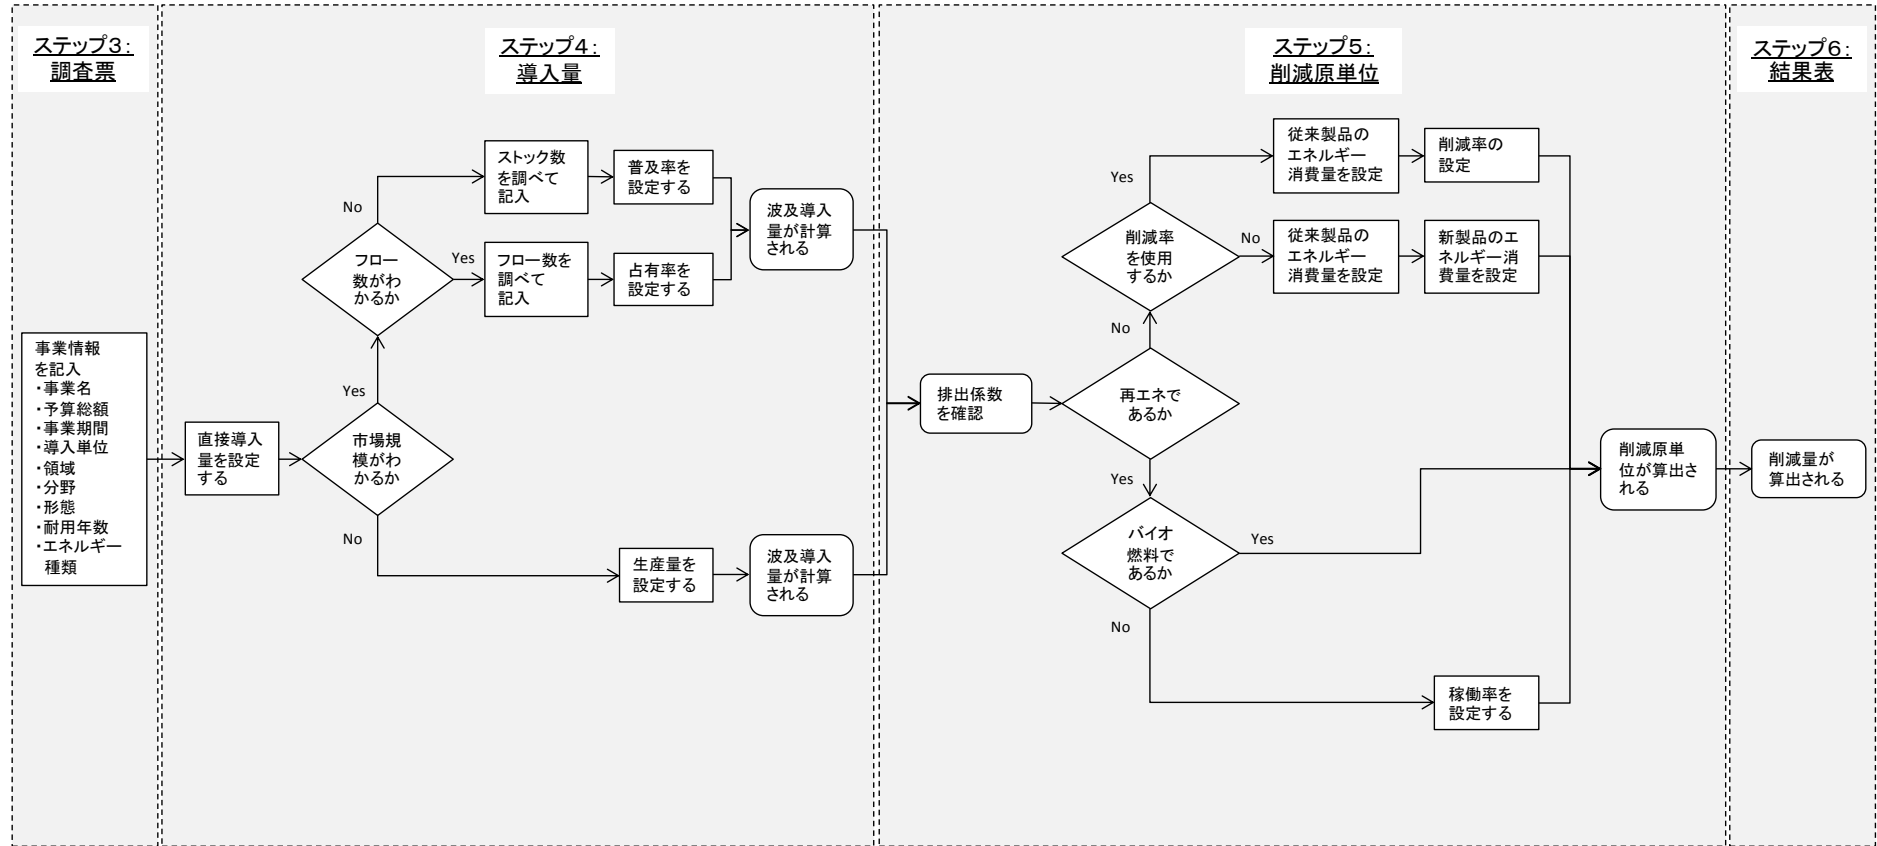 ステップ3：
調査票
事業情報
を記入
・事業名
・予算総額
・事業期間
・導入単位
・領域
・分野
・形態
・耐用年数
・エネルギー
種類
ステップ4：
導入量
直接導入
量を設定
する
市場規
模がわ
かるか
Yes
No
フロー
数がわ
かるか
No
Yes
ストック数
を調べて
記入
普及率を
設定する
フロー数を
調べて
記入
占有率を
設定する
波及導入
量が計算
される
生産量を
設定する
波及導入
量が計算
される
ステップ5：
削減原単位
排出係数
を確認
再エネで
あるか
No
Yes
削減率
を使用
するか
Yes
No
従来製品の
エネルギー
消費量を設定
削減率の
設定
従来製品の
エネルギー
消費量を設定
新製品のエ
ネルギー消
費量を設定
バイオ
燃料で
あるか
Yes
No
稼働率を
設定する
削減原単
位が算出さ
れる
ステップ6：
結果表
削減量が
算出される